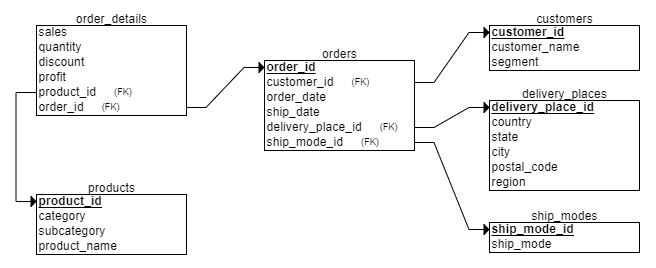 order_details
sales
quantity
discount
profit
product_id (FK)
order_id (FK)
orders
order_id
customer_id (FK)
order_date
ship_date
delivery_place_id (FK)
ship_mode_id (FK)
customers
customer_id
customer_name
segment
delivery_places
delivery_place_id
country
state
city
postal_code
region
products
product_id
category
subcategory
product_name
ship_modes
ship_mode_id
ship_mode